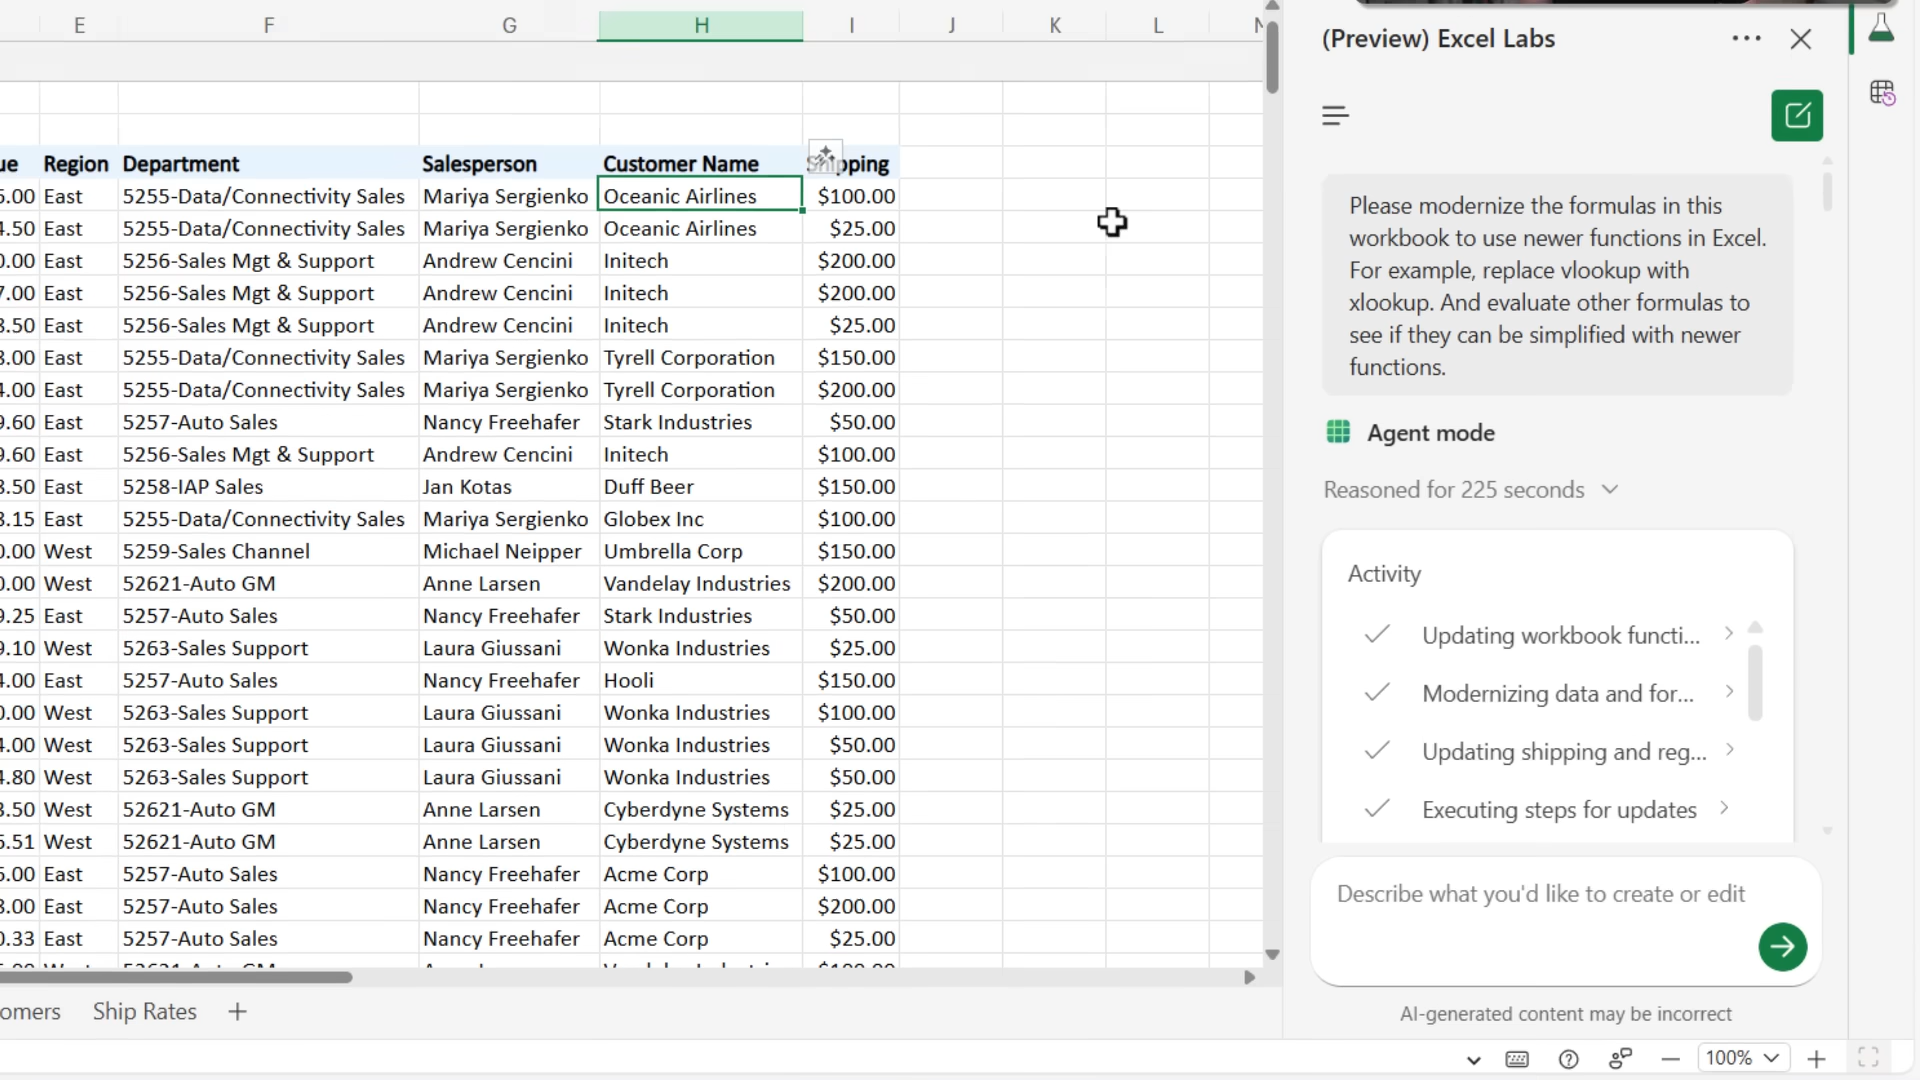 E F G H I J K L
ue Region Department Salesperson Customer Name Shipping
5.00 East 5255-Data/Connectivity Sales Mariya Sergienko Oceanic Airlines $100.00
4.50 East 5255-Data/Connectivity Sales Mariya Sergienko Oceanic Airlines $25.00
0.00 East 5256-Sales Mgt & Support Andrew Cencini Initech $200.00
7.00 East 5256-Sales Mgt & Support Andrew Cencini Initech $200.00
3.50 East 5256-Sales Mgt & Support Andrew Cencini Initech $25.00
3.00 East 5255-Data/Connectivity Sales Mariya Sergienko Tyrell Corporation $150.00
4.00 East 5255-Data/Connectivity Sales Mariya Sergienko Tyrell Corporation $200.00
9.60 East 5257-Auto Sales Nancy Freehafer Stark Industries $50.00
9.60 East 5256-Sales Mgt & Support Andrew Cencini Initech $100.00
3.50 East 5258-IAP Sales Jan Kotas Duff Beer $150.00
3.15 East 5255-Data/Connectivity Sales Mariya Sergienko Globex Inc $100.00
0.00 West 5259-Sales Channel Michael Neipper Umbrella Corp $150.00
0.00 West 52621-Auto GM Anne Larsen Vandelay Industries $200.00
9.25 East 5257-Auto Sales Nancy Freehafer Stark Industries $50.00
9.10 West 5263-Sales Support Laura Giussani Wonka Industries $25.00
4.00 East 5257-Auto Sales Nancy Freehafer Hooli $150.00
0.00 West 5263-Sales Support Laura Giussani Wonka Industries $100.00
4.00 West 5263-Sales Support Laura Giussani Wonka Industries $50.00
4.80 West 5263-Sales Support Laura Giussani Wonka Industries $50.00
3.50 West 52621-Auto GM Anne Larsen Cyberdyne Systems $25.00
5.51 West 52621-Auto GM Anne Larsen Cyberdyne Systems $25.00
5.00 East 5257-Auto Sales Nancy Freehafer Acme Corp $100.00
3.00 East 5257-Auto Sales Nancy Freehafer Acme Corp $200.00
0.33 East 5257-Auto Sales Nancy Freehafer Acme Corp $25.00
omers Ship Rates
(Preview) Excel Labs
Please modernize the formulas in this
workbook to use newer functions in Excel.
For example, replace vlookup with
xlookup. And evaluate other formulas to
see if they can be simplified with newer
functions.
Agent mode
Reasoned for 225 seconds
Activity
Updating workbook functi...
Modernizing data and for...
Updating shipping and reg...
Executing steps for updates
Describe what you'd like to create or edit
AI-generated content may be incorrect
100%